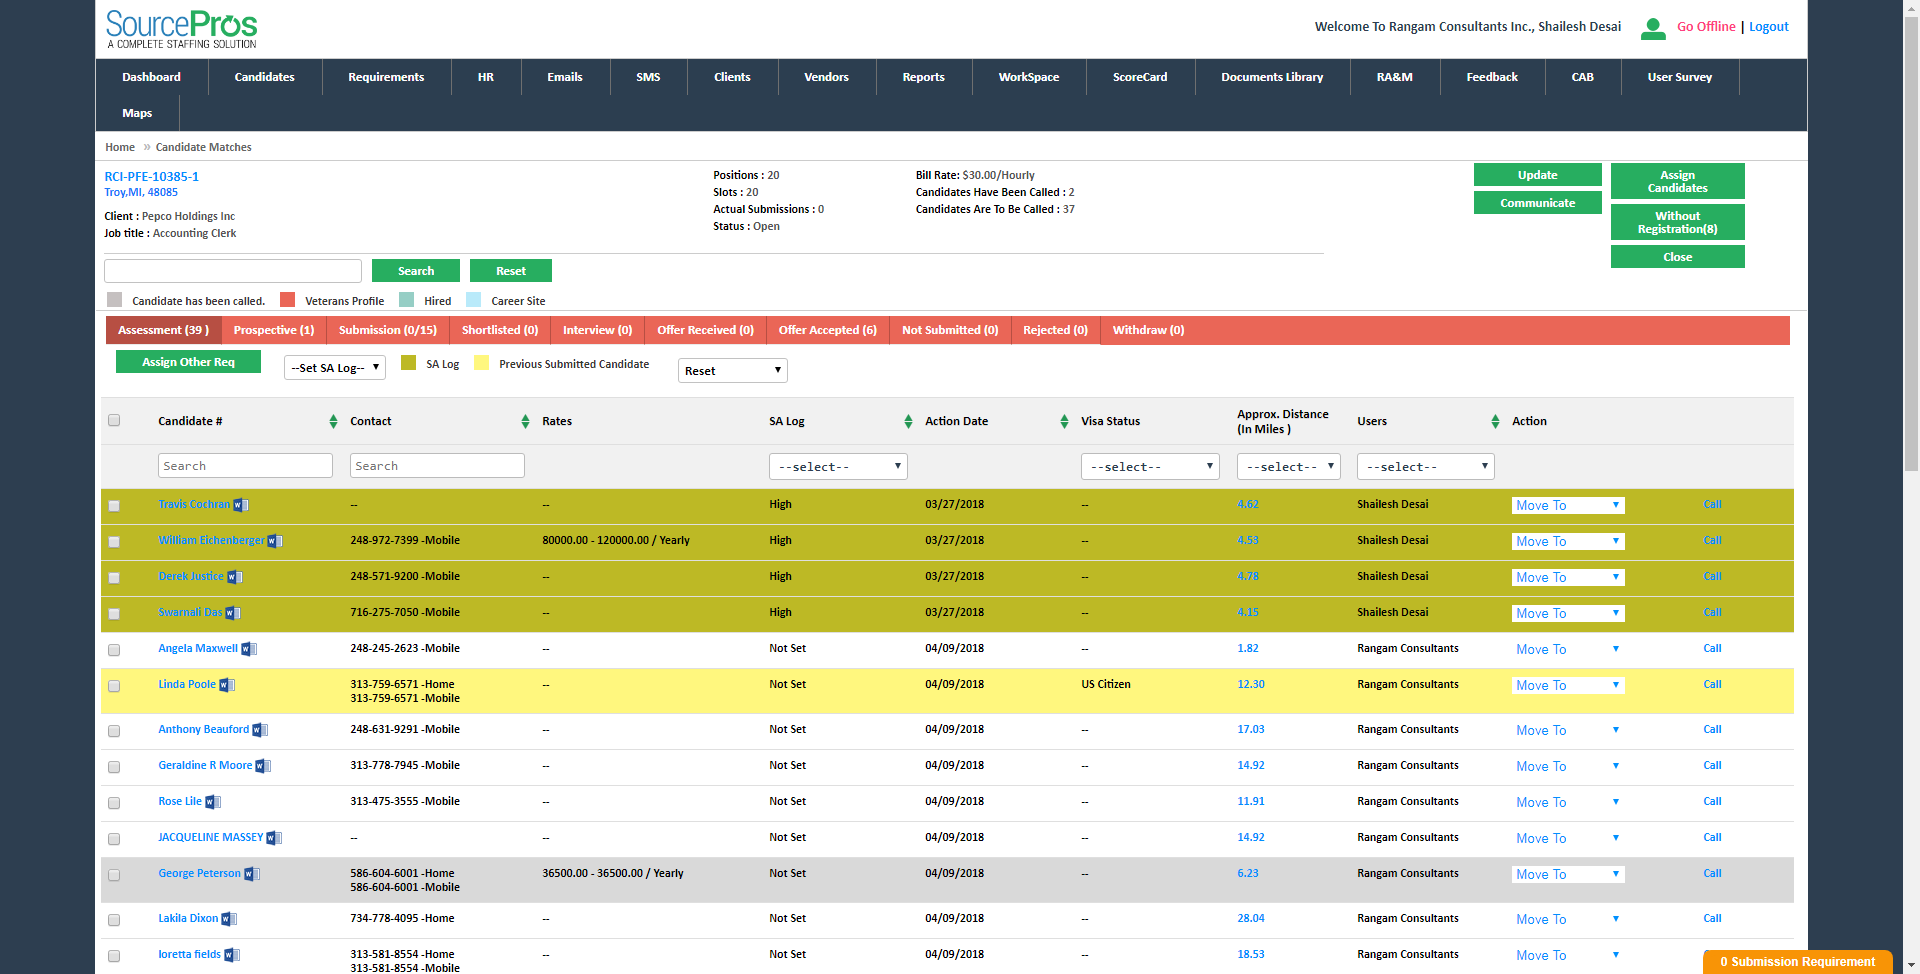 SourcePros
A COMPLETE STAFFING SOLUTION
Welcome To Rangam Consultants Inc., Shailesh Desai
Go Offline | Logout
Dashboard Candidates Requirements HR Emails SMS Clients Vendors Reports WorkSpace ScoreCard Documents Library RA&M Feedback CAB User Survey
Maps
Home » Candidate Matches
RCI-PFE-10385-1
Troy,MI, 48085
Client : Pepco Holdings Inc
Job title : Accounting Clerk
Positions : 20
Slots : 20
Actual Submissions : 0
Status : Open
Bill Rate: $30.00/Hourly
Candidates Have Been Called : 2
Candidates Are To Be Called : 37
Update
Communicate
Assign
Candidates
Without
Registration(8)
Close
Search Reset
Candidate has been called. Veterans Profile Hired Career Site
Assessment (39 ) Prospective (1) Submission (0/15) Shortlisted (0) Interview (0) Offer Received (0) Offer Accepted (6) Not Submitted (0) Rejected (0) Withdraw (0)
Assign Other Req --Set SA Log-- SA Log Previous Submitted Candidate Reset
Candidate # Contact Rates SA Log Action Date Visa Status Approx. Distance (In Miles ) Users Action
Search Search --select-- --select-- --select-- --select--
Travis Cochran -- -- High 03/27/2018 -- 4.62 Shailesh Desai Move To Call
William Eichenberger 248-972-7399 -Mobile 80000.00 - 120000.00 / Yearly High 03/27/2018 -- 4.53 Shailesh Desai Move To Call
Derek Justice 248-571-9200 -Mobile -- High 03/27/2018 -- 4.78 Shailesh Desai Move To Call
Swarnali Das 716-275-7050 -Mobile -- High 03/27/2018 -- 4.15 Shailesh Desai Move To Call
Angela Maxwell 248-245-2623 -Mobile -- Not Set 04/09/2018 -- 1.82 Rangam Consultants Move To Call
Linda Poole 313-759-6571 -Home -- Not Set 04/09/2018 US Citizen 12.30 Rangam Consultants Move To Call
313-759-6571 -Mobile
Anthony Beauford 248-631-9291 -Mobile -- Not Set 04/09/2018 -- 17.03 Rangam Consultants Move To Call
Geraldine R Moore 313-778-7945 -Mobile -- Not Set 04/09/2018 -- 14.92 Rangam Consultants Move To Call
Rose Lile 313-475-3555 -Mobile -- Not Set 04/09/2018 -- 11.91 Rangam Consultants Move To Call
JACQUELINE MASSEY -- -- Not Set 04/09/2018 -- 14.92 Rangam Consultants Move To Call
George Peterson 586-604-6001 -Home 36500.00 - 36500.00 / Yearly Not Set 04/09/2018 -- 6.23 Rangam Consultants Move To Call
586-604-6001 -Mobile
Lakila Dixon 734-778-4095 -Home -- Not Set 04/09/2018 -- 28.04 Rangam Consultants Move To Call
loretta fields 313-581-8554 -Home -- Not Set 04/09/2018 -- 18.53 Rangam Consultants Move To
313-581-8554 -Mobile
0 Submission Requirement